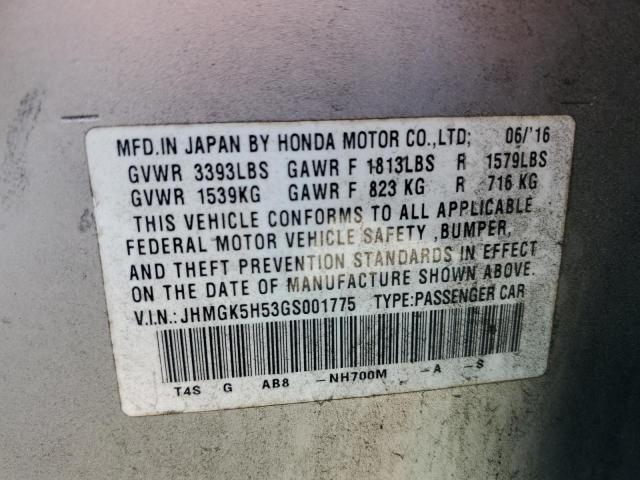 MFD.IN JAPAN BY HONDA MOTOR CO.,LTD; 06/'16
GVWR 3393LBS GAWR F 1813LBS R 1579LBS
GVWR 1539KG GAWR F 823 KG R 716 KG
THIS VEHICLE CONFORMS TO ALL APPLICABLE
FEDERAL MOTOR VEHICLE SAFETY ,BUMPER,
AND THEFT PREVENTION STANDARDS IN EFFECT
ON THE DATE OF MANUFACTURE SHOWN ABOVE.
V.I.N.: JHMGK5H53GS001775 TYPE:PASSENGER CAR
T4S G AB8 -NH700M -A -S